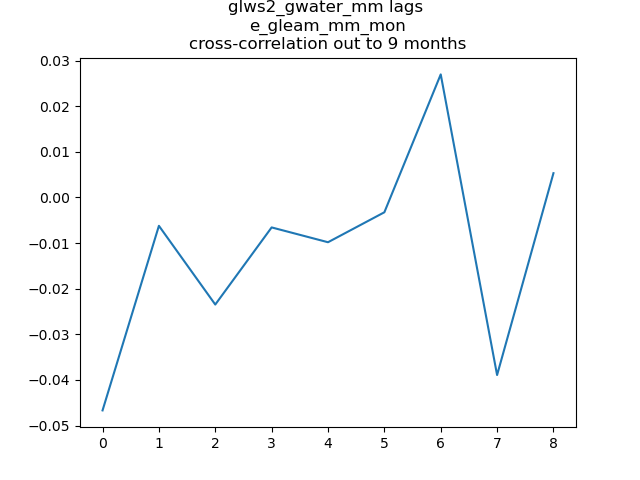 glws2_gwater_mm lags
e_gleam_mm_mon
cross-correlation out to 9 months
0.03
0.02
0.01
0.00
−0.01
−0.02
−0.03
−0.04
−0.05
0 1 2 3 4 5 6 7 8